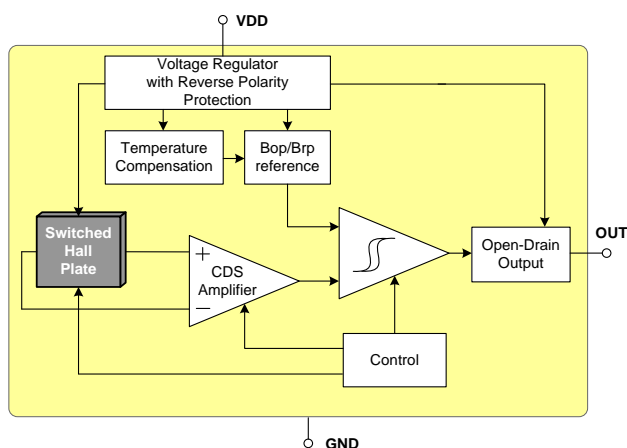 VDD
Voltage Regulator
with Reverse Polarity
Protection
Temperature
Compensation
Bop/Brp
reference
Switched
Hall
Plate
+
CDS
Amplifier
−
Open-Drain
Output
OUT
Control
GND